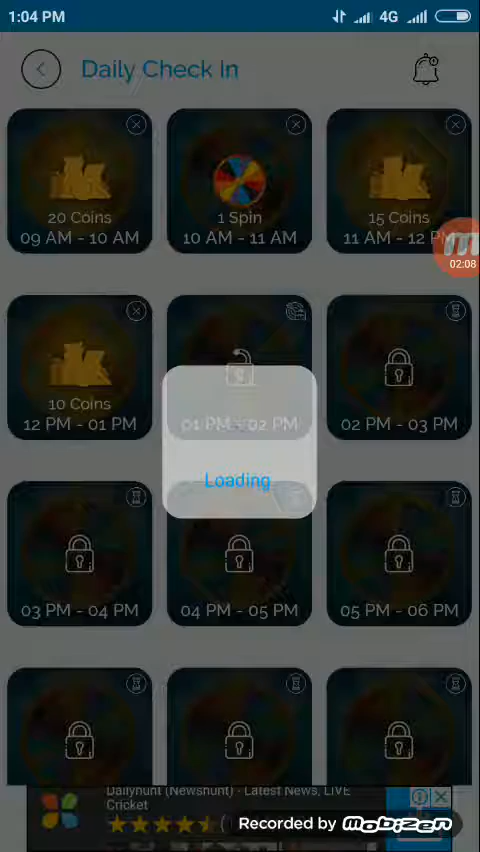 1:04 PM
4G
Daily Check In
20 Coins
09 AM - 10 AM
1 Spin
10 AM - 11 AM
15 Coins
11 AM - 12 PM
02:08
10 Coins
12 PM - 01 PM
01 PM - 02 PM
02 PM - 03 PM
Loading
03 PM - 04 PM
04 PM - 05 PM
05 PM - 06 PM
Dailyhunt (Newshunt) - Latest News, LIVE
Cricket
Recorded by Mobizen